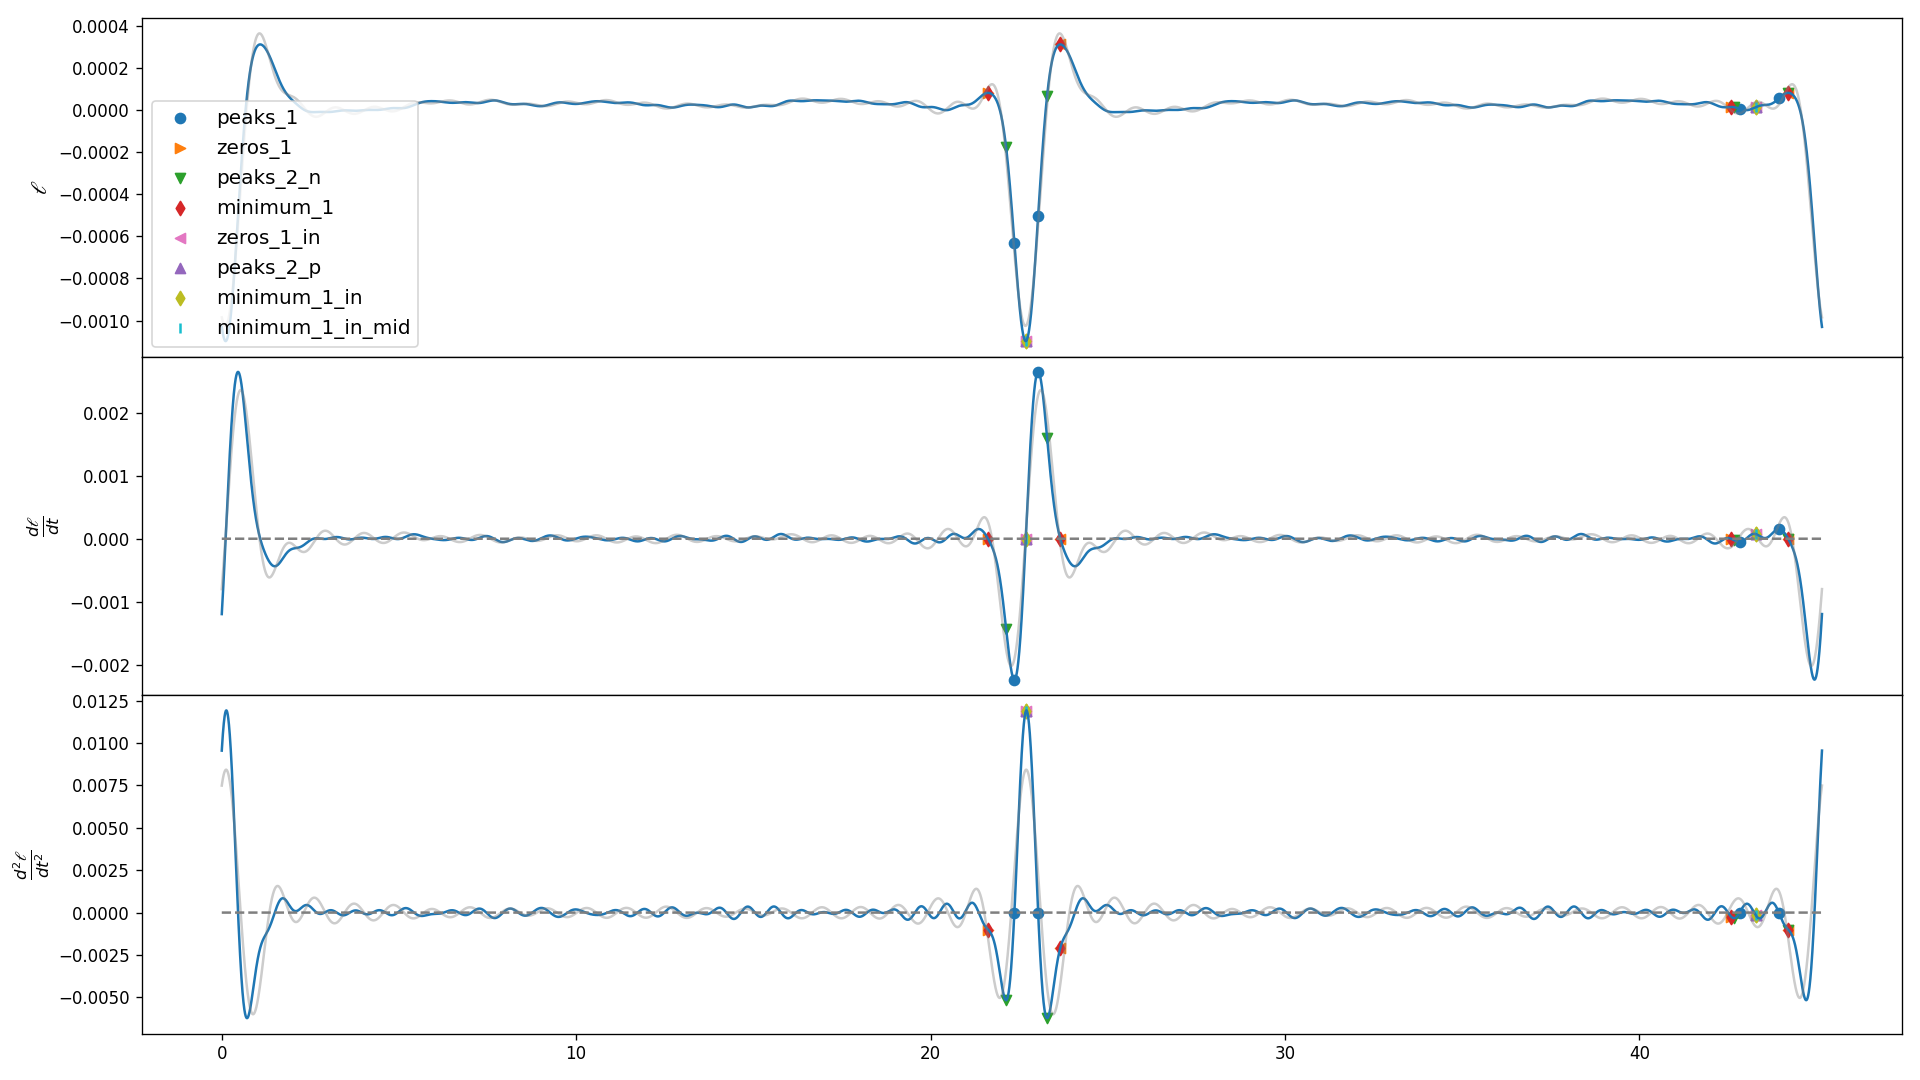 0.0004
0.0002
0.0000
−0.0002
−0.0004
−0.0006
−0.0008
−0.0010
ℓ
peaks_1
zeros_1
peaks_2_n
minimum_1
zeros_1_in
peaks_2_p
minimum_1_in
minimum_1_in_mid
0.002
0.001
0.000
−0.001
−0.002
dℓ
dt
0.0125
0.0100
0.0075
0.0050
0.0025
0.0000
−0.0025
−0.0050
d²ℓ
dt²
0 10 20 30 40